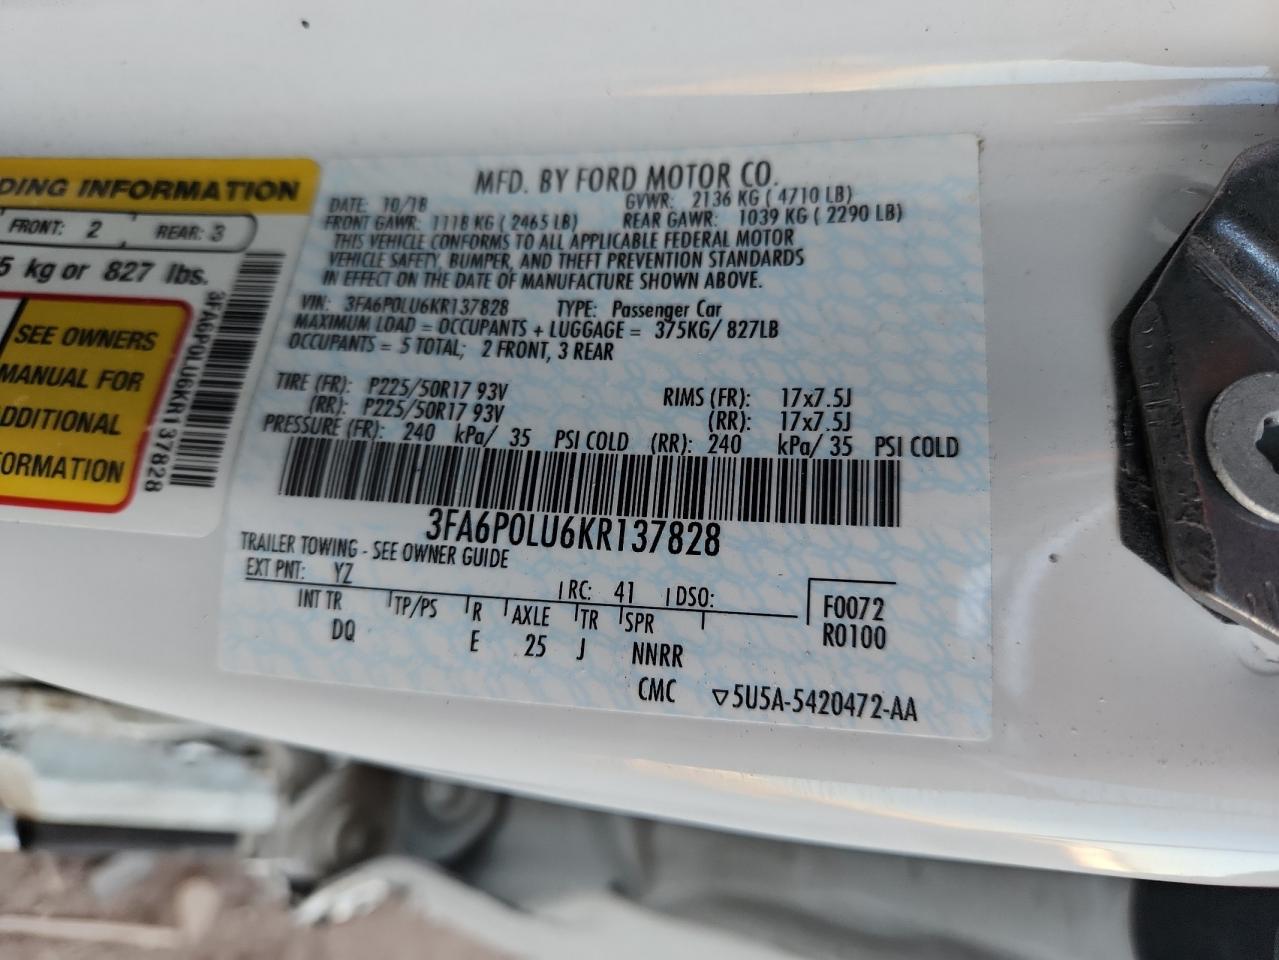 DING INFORMATION
FRONT: 2 REAR: 3
5 kg or 827 lbs.
SEE OWNERS
MANUAL FOR
ADDITIONAL
FORMATION
3FA6P0LU6KR137828
MFD. BY FORD MOTOR CO.
DATE: 10/18 GVWR: 2136 KG ( 4710 LB)
FRONT GAWR: 1118 KG ( 2465 LB) REAR GAWR: 1039 KG ( 2290 LB)
THIS VEHICLE CONFORMS TO ALL APPLICABLE FEDERAL MOTOR
VEHICLE SAFETY, BUMPER, AND THEFT PREVENTION STANDARDS
IN EFFECT ON THE DATE OF MANUFACTURE SHOWN ABOVE.
VIN: 3FA6P0LU6KR137828 TYPE: Passenger Car
MAXIMUM LOAD = OCCUPANTS + LUGGAGE = 375KG/ 827LB
OCCUPANTS = 5 TOTAL; 2 FRONT, 3 REAR
TIRE (FR): P225/50R17 93V RIMS (FR): 17x7.5J
(RR): P225/50R17 93V (RR): 17x7.5J
PRESSURE (FR): 240 kPa/ 35 PSI COLD (RR): 240 kPa/ 35 PSI COLD
3FA6P0LU6KR137828
TRAILER TOWING - SEE OWNER GUIDE
EXT PNT: YZ RC: 41 DSO:
INT TR TP/PS R AXLE TR SPR F0072
DQ E 25 J NNRR R0100
CMC ▽5U5A-5420472-AA